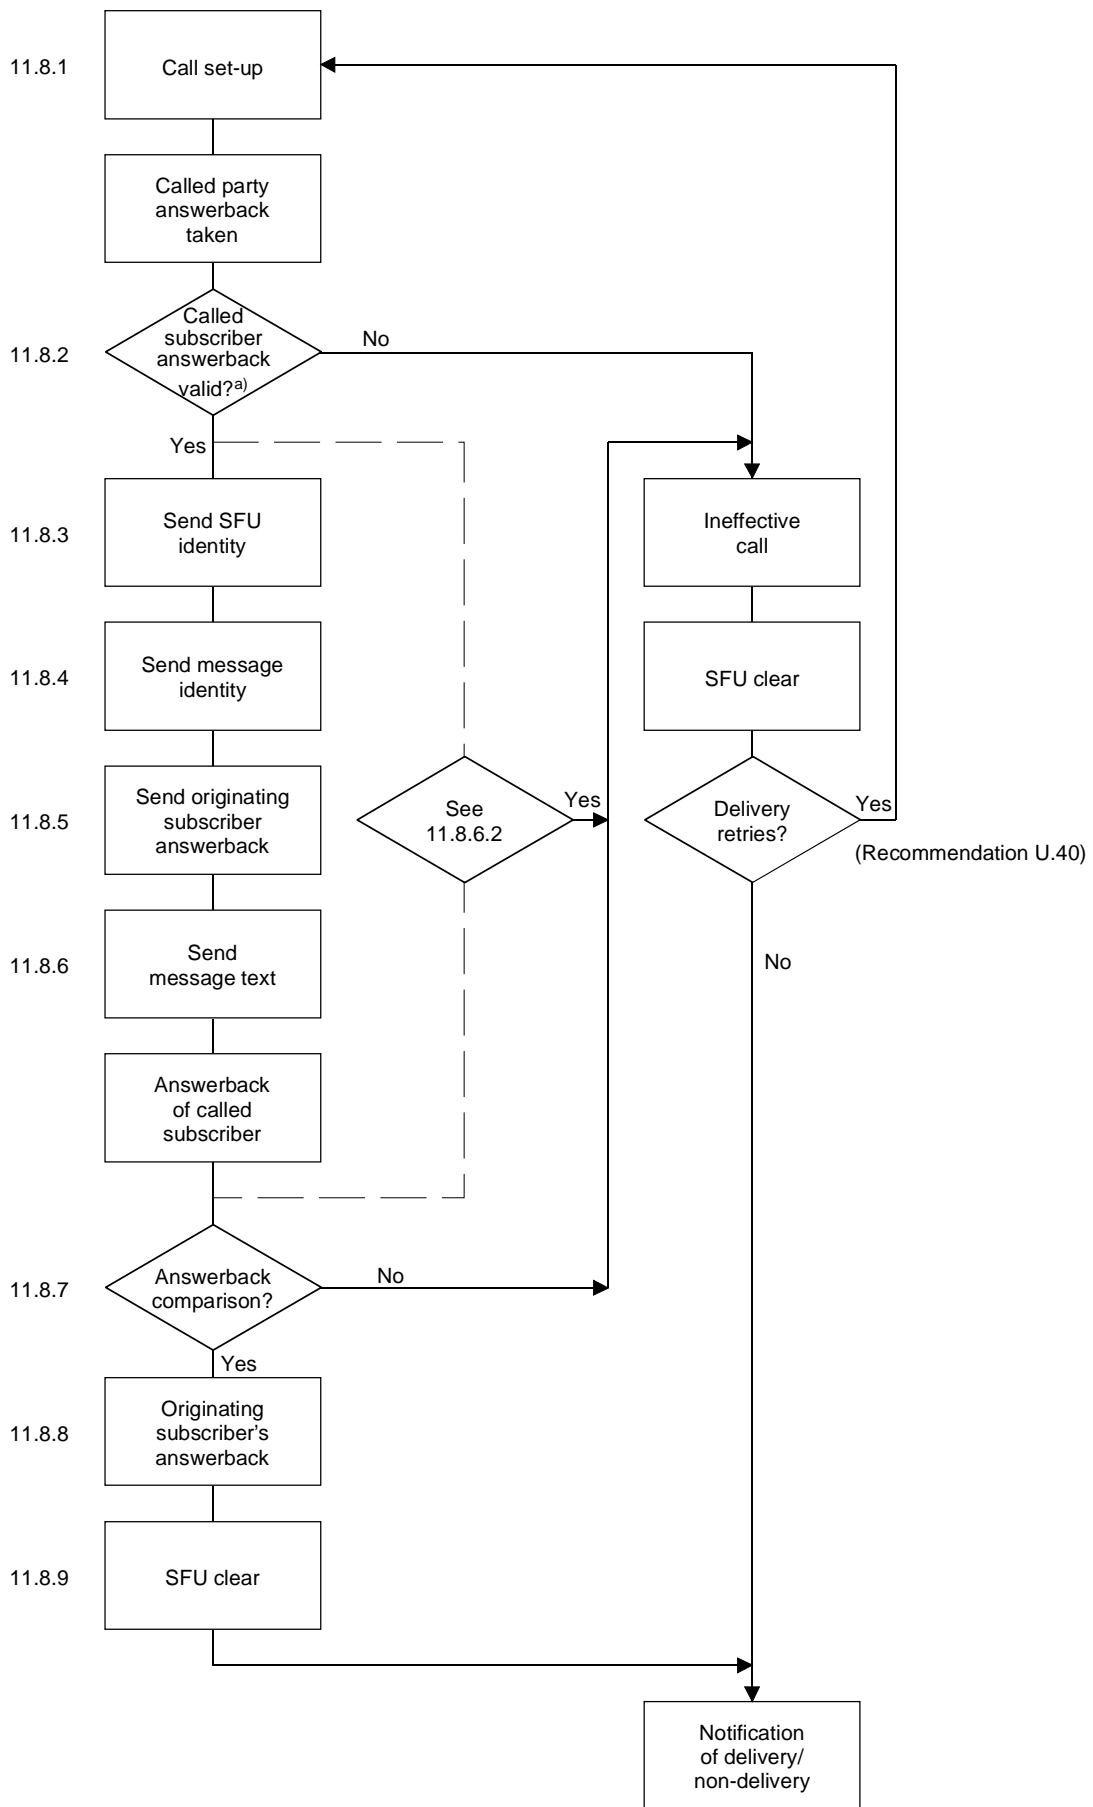 11.8.1
Call set-up
Called party
answerback
taken
11.8.2
Called
subscriber
answerback
valid?a)
No
Yes
11.8.3
Send SFU
identity
Ineffective
call
11.8.4
Send message
identity
SFU clear
11.8.5
Send originating
subscriber
answerback
See
11.8.6.2
Yes
Delivery
retries?
Yes
(Recommendation U.40)
11.8.6
Send
message text
No
Answerback
of called
subscriber
11.8.7
Answerback
comparison?
No
Yes
11.8.8
Originating
subscriber's
answerback
11.8.9
SFU clear
Notification
of delivery/
non-delivery